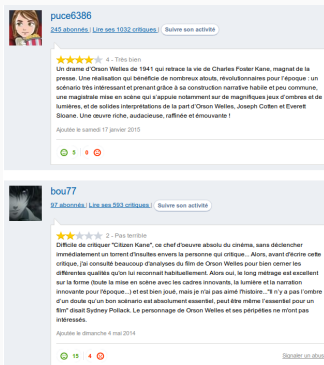 puce6386
245 abonnés | Lire ses 1032 critiques | Suivre son activité
4 - Très bien
Un drame d'Orson Welles de 1941 qui retrace la vie de Charles Foster Kane, magnat de la
presse. Une réalisation qui bénéficie de nombreux atouts, révolutionnaires pour l'époque : un
scénario très intéressant et prenant grâce à sa construction narrative habile et peu commune,
une magistrale mise en scène qui s'appuie notamment sur de magnifiques jeux d'ombres et de
lumières, et de solides interprétations de la part d'Orson Welles, Joseph Cotten et Everett
Sloane. Une œuvre riche, audacieuse, raffinée et émouvante !
Ajoutée le samedi 17 janvier 2015
5 | 0
bou77
97 abonnés | Lire ses 593 critiques | Suivre son activité
2 - Pas terrible
Difficile de critiquer "Citizen Kane", ce chef d'oeuvre absolu du cinéma, sans déclencher
immédiatement un torrent d'insultes envers la personne qui critique... Alors, avant d'écrire cette
critique, j'ai consulté beaucoup d'analyses du film de Orson Welles pour bien cerner les
différentes qualités qu'on lui reconnait habituellement. Alors oui, le long métrage est excellent
sur la forme (toute la mise en scène avec les cadres innovants, la lumière et la narration
innovante pour l'époque...) et est bien joué, mais je n'ai pas aimé l'histoire..."Il n'y a pas l'ombre
d'un doute qu'un bon scénario est absolument essentiel, peut être même l'essentiel pour un
film" disait Sydney Pollack. Le personnage de Orson Welles et ses péripéties ne m'ont pas
intéressés.
Ajoutée le dimanche 4 mai 2014
15 | 4
Signaler un abus